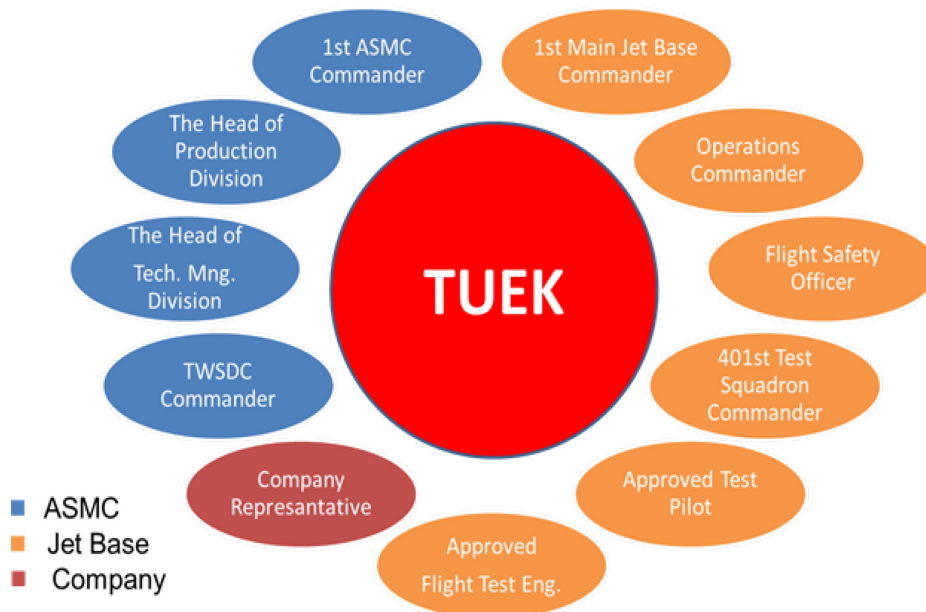 1st ASMC
Commander
1st Main Jet Base
Commander
The Head of
Production
Division
Operations
Commander
The Head of
Tech. Mng.
Division
Flight Safety
Officer
TUEK
TWSDC
Commander
401st Test
Squadron
Commander
Company
Represantative
Approved Test
Pilot
Approved
Flight Test Eng.
ASMC
Jet Base
Company